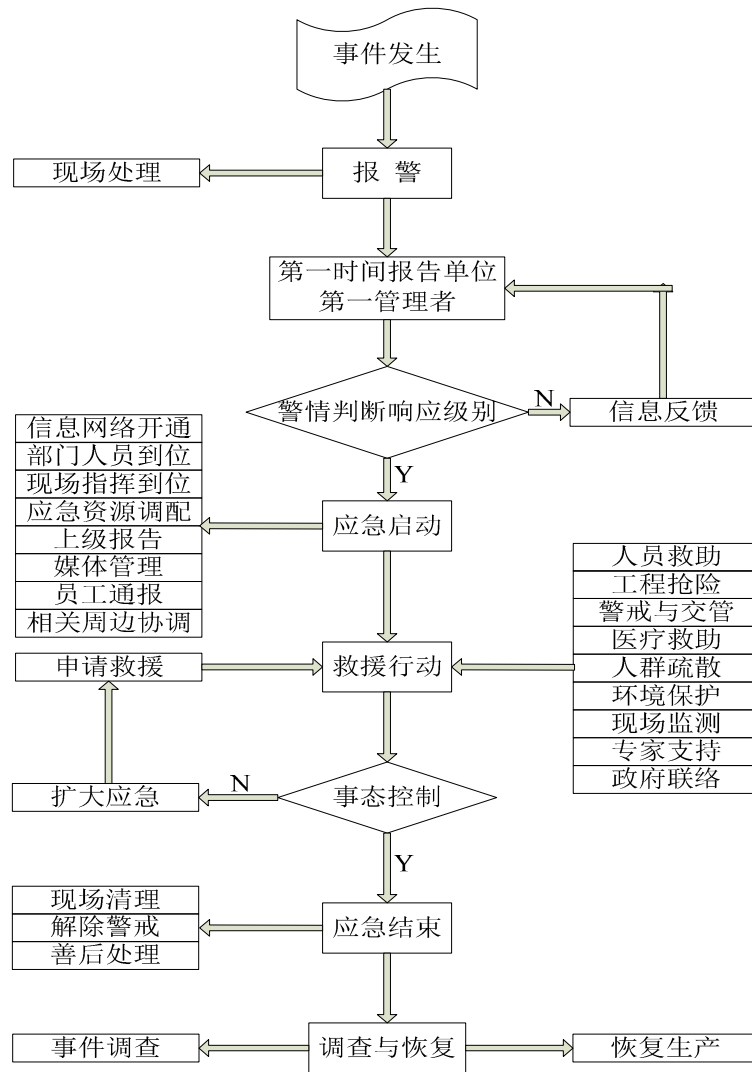 事件发生
现场处理
报 警
第一时间报告单位
第一管理者
警情判断响应级别
N
信息反馈
Y
信息网络开通
部门人员到位
现场指挥到位
应急资源调配
上级报告
媒体管理
员工通报
相关周边协调
应急启动
人员救助
工程抢险
警戒与交管
医疗救助
人群疏散
环境保护
现场监测
专家支持
政府联络
申请救援
救援行动
扩大应急
N
事态控制
Y
现场清理
解除警戒
善后处理
应急结束
事件调查
调查与恢复
恢复生产